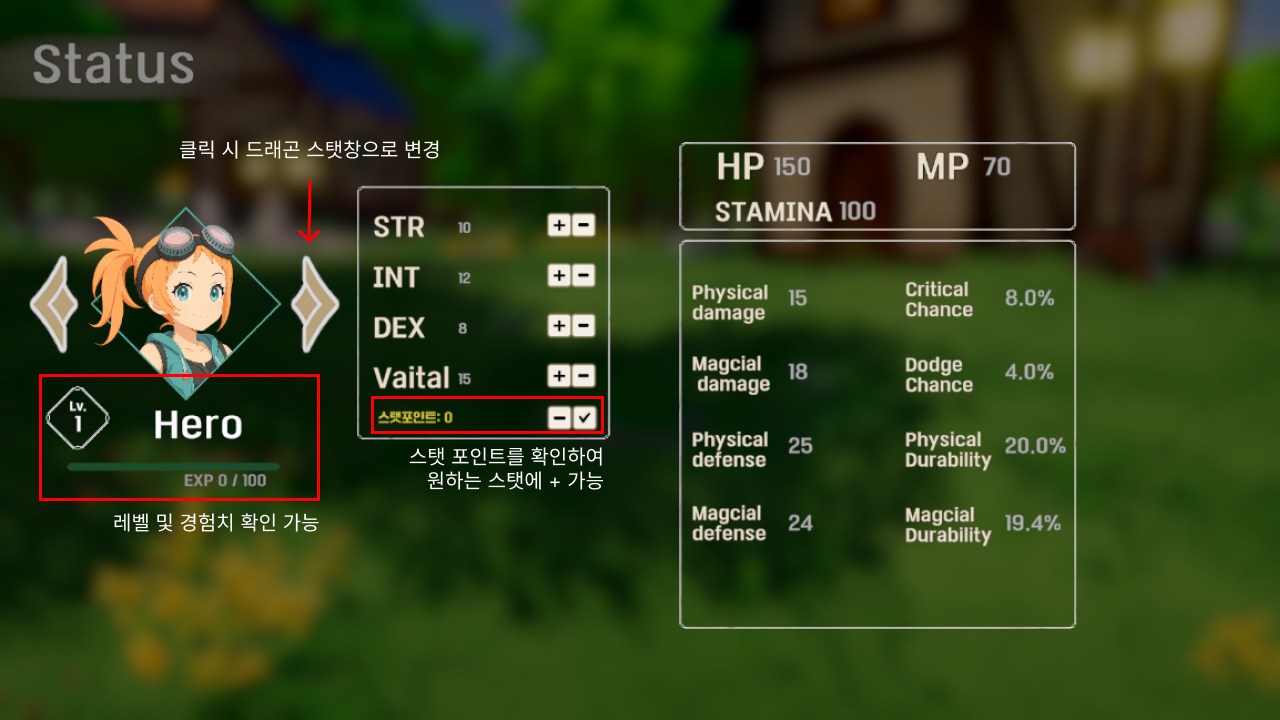 Status
클릭 시 드래곤 스탯창으로 변경
Lv.
1
Hero
EXP 0 / 100
레벨 및 경험치 확인 가능
STR 10 + -
INT 12 + -
DEX 8 + -
Vaital 15 + -
스탯포인트: 0 -
스탯 포인트를 확인하여
원하는 스탯에 + 가능
HP 150 MP 70
STAMINA 100
Physical
damage 15
Critical
Chance 8.0%
Magcial
damage 18
Dodge
Chance 4.0%
Physical
defense 25
Physical
Durability 20.0%
Magcial
defense 24
Magcial
Durability 19.4%